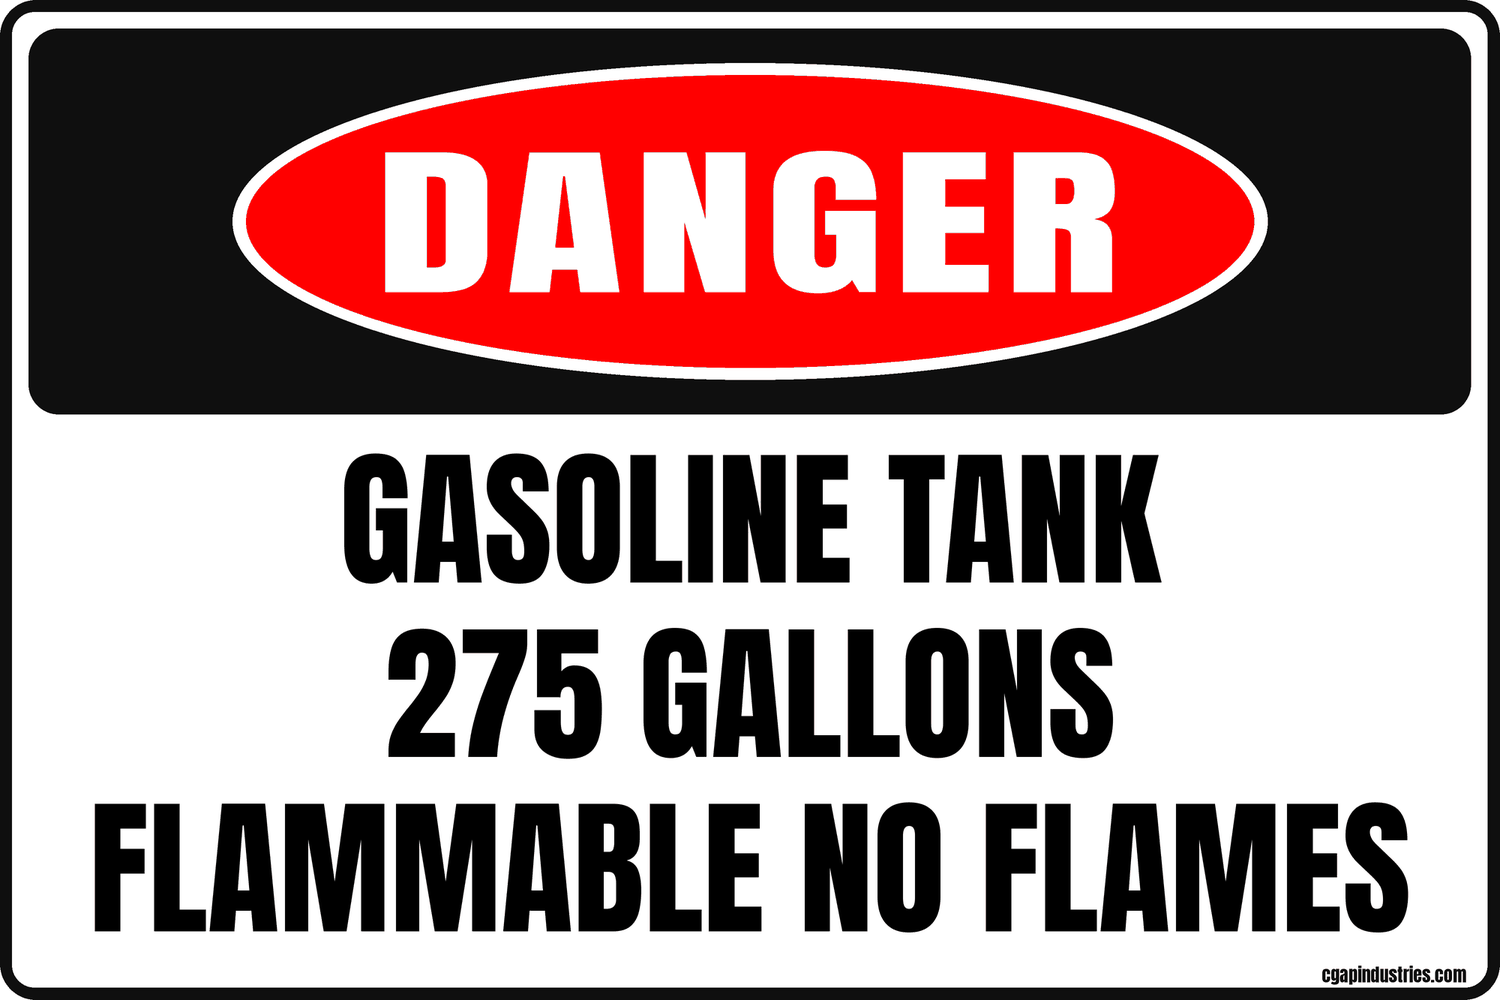 DANGER
GASOLINE TANK
275 GALLONS
FLAMMABLE NO FLAMES
cgapindustries.com